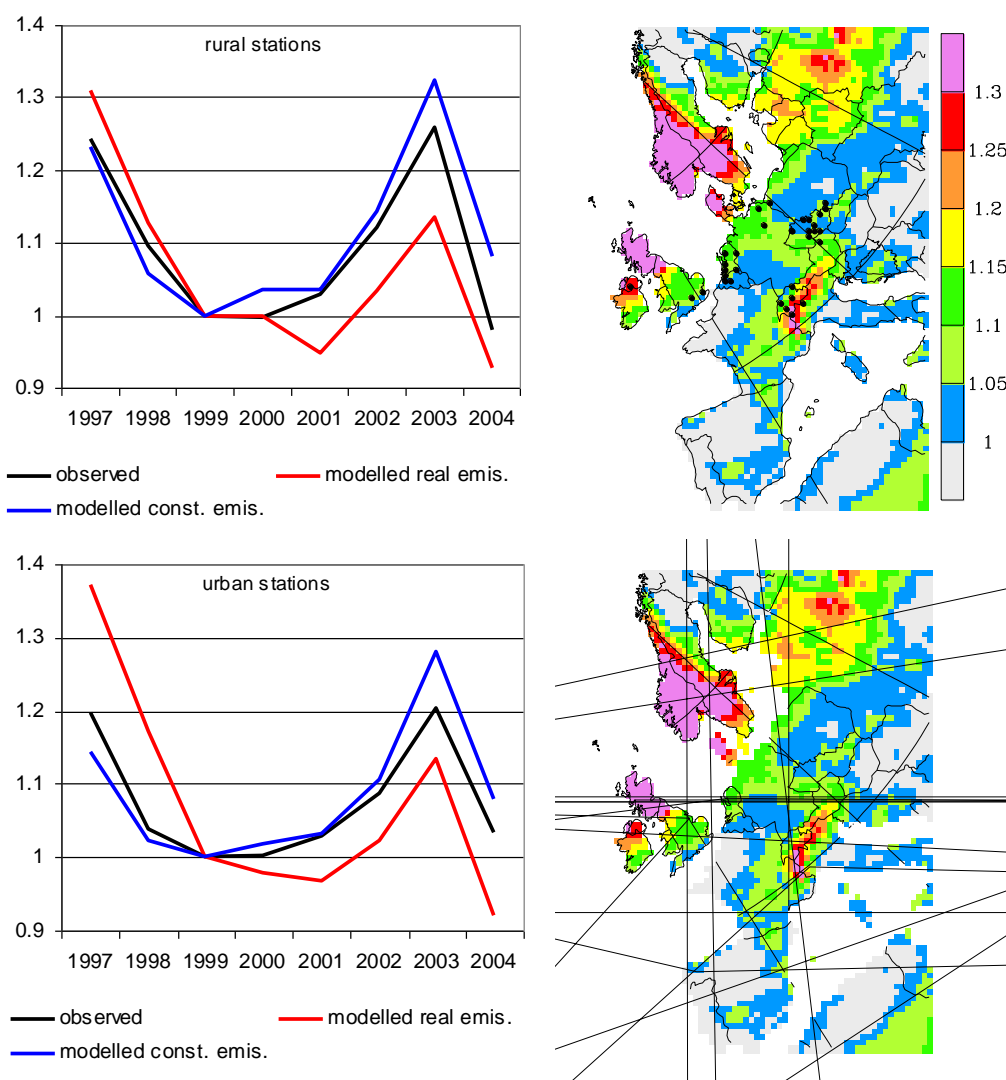 1.4
rural stations
1.3
1.2
1.1
1
0.9
1997 1998 1999 2000 2001 2002 2003 2004
observed modelled real emis.
modelled const. emis.
1.3
1.25
1.2
1.15
1.1
1.05
1
1.4
urban stations
1.3
1.2
1.1
1
0.9
1997 1998 1999 2000 2001 2002 2003 2004
observed modelled real emis.
modelled const. emis.